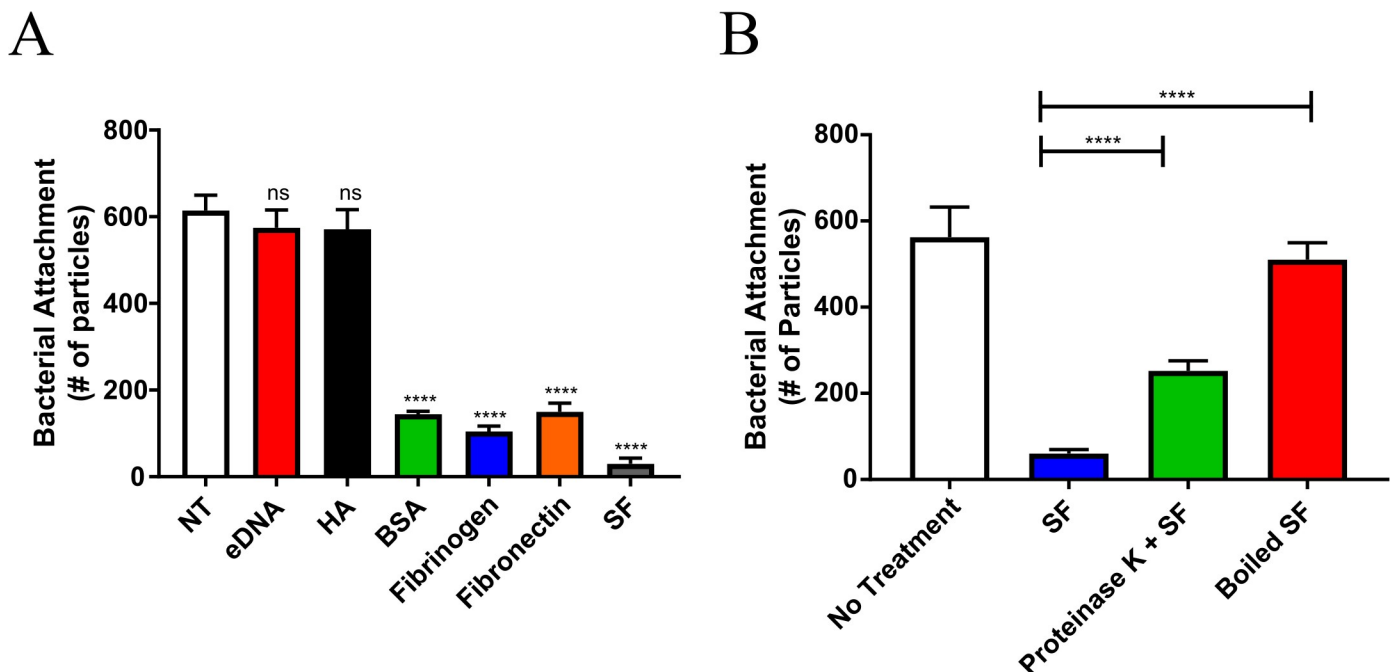 A
Bacterial Attachment
(# of particles)
800
600
400
200
0
ns
ns
****
****
****
****
NT
eDNA
HA
BSA
Fibrinogen
Fibronectin
SF
B
Bacterial Attachment
(# of Particles)
800
600
400
200
0
****
****
No Treatment
SF
Proteinase K + SF
Boiled SF